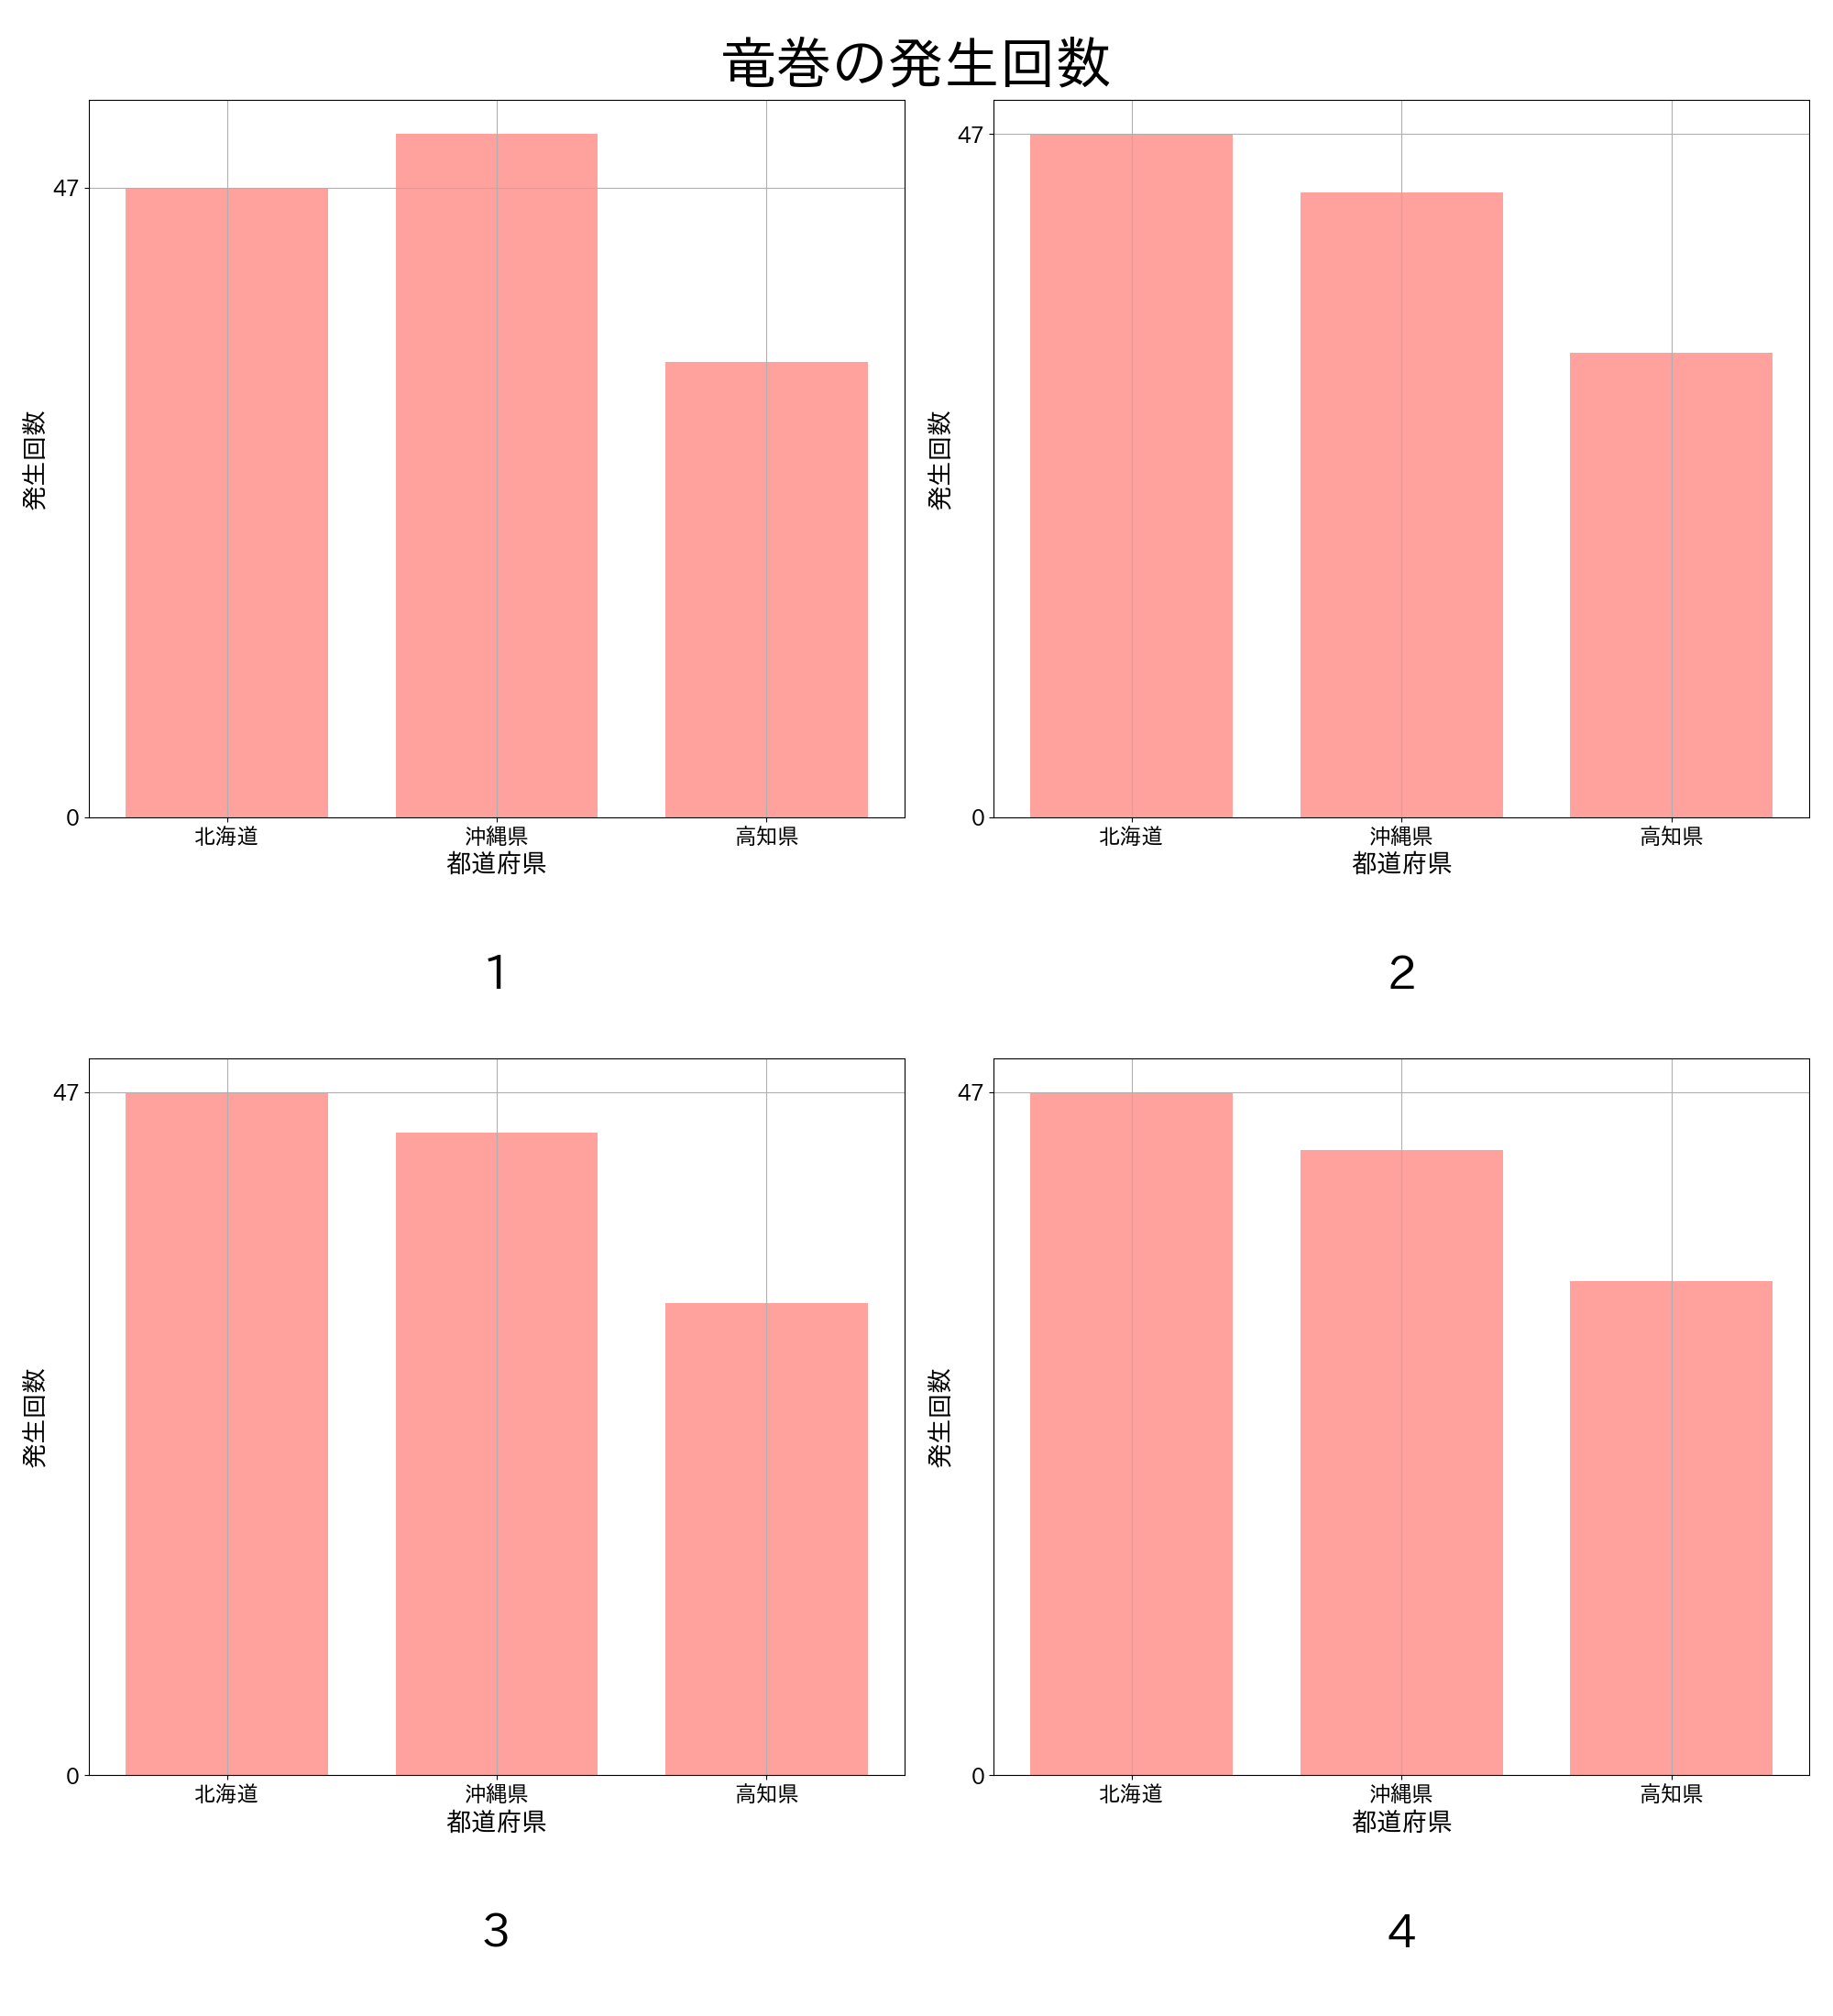 竜巻の発生回数
47
0
発生回数
北海道 沖縄県 高知県
都道府県
1
47
0
発生回数
北海道 沖縄県 高知県
都道府県
2
47
0
発生回数
北海道 沖縄県 高知県
都道府県
3
47
0
発生回数
北海道 沖縄県 高知県
都道府県
4